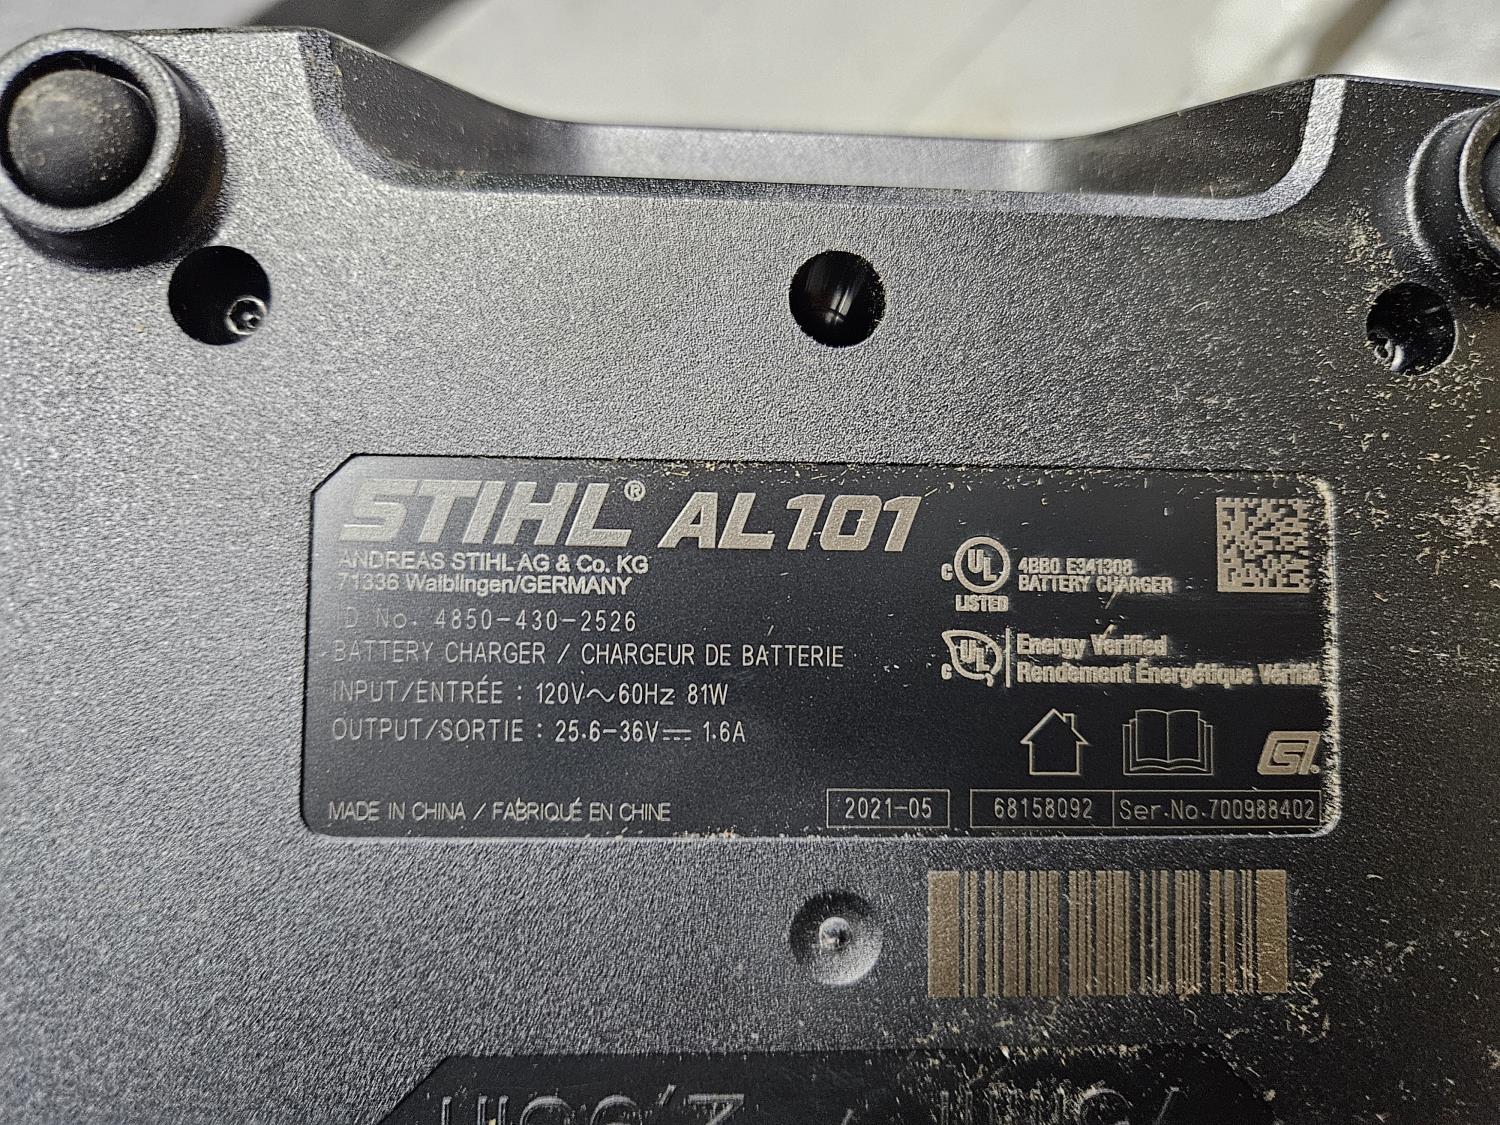 STIHL® AL101
ANDREAS STIHL AG & Co. KG
71336 Waiblingen/GERMANY
ID No. 4850-430-2526
BATTERY CHARGER / CHARGEUR DE BATTERIE
INPUT/ENTRÉE : 120V~60Hz 81W
OUTPUT/SORTIE : 25.6-36V⎓ 1.6A
MADE IN CHINA / FABRIQUÉ EN CHINE
c UL LISTED
4BB0 E341308
BATTERY CHARGER
c UL
Energy Verified
Rendement Énergétique Vérifié
2021-05
68158092
Ser.No.700988402